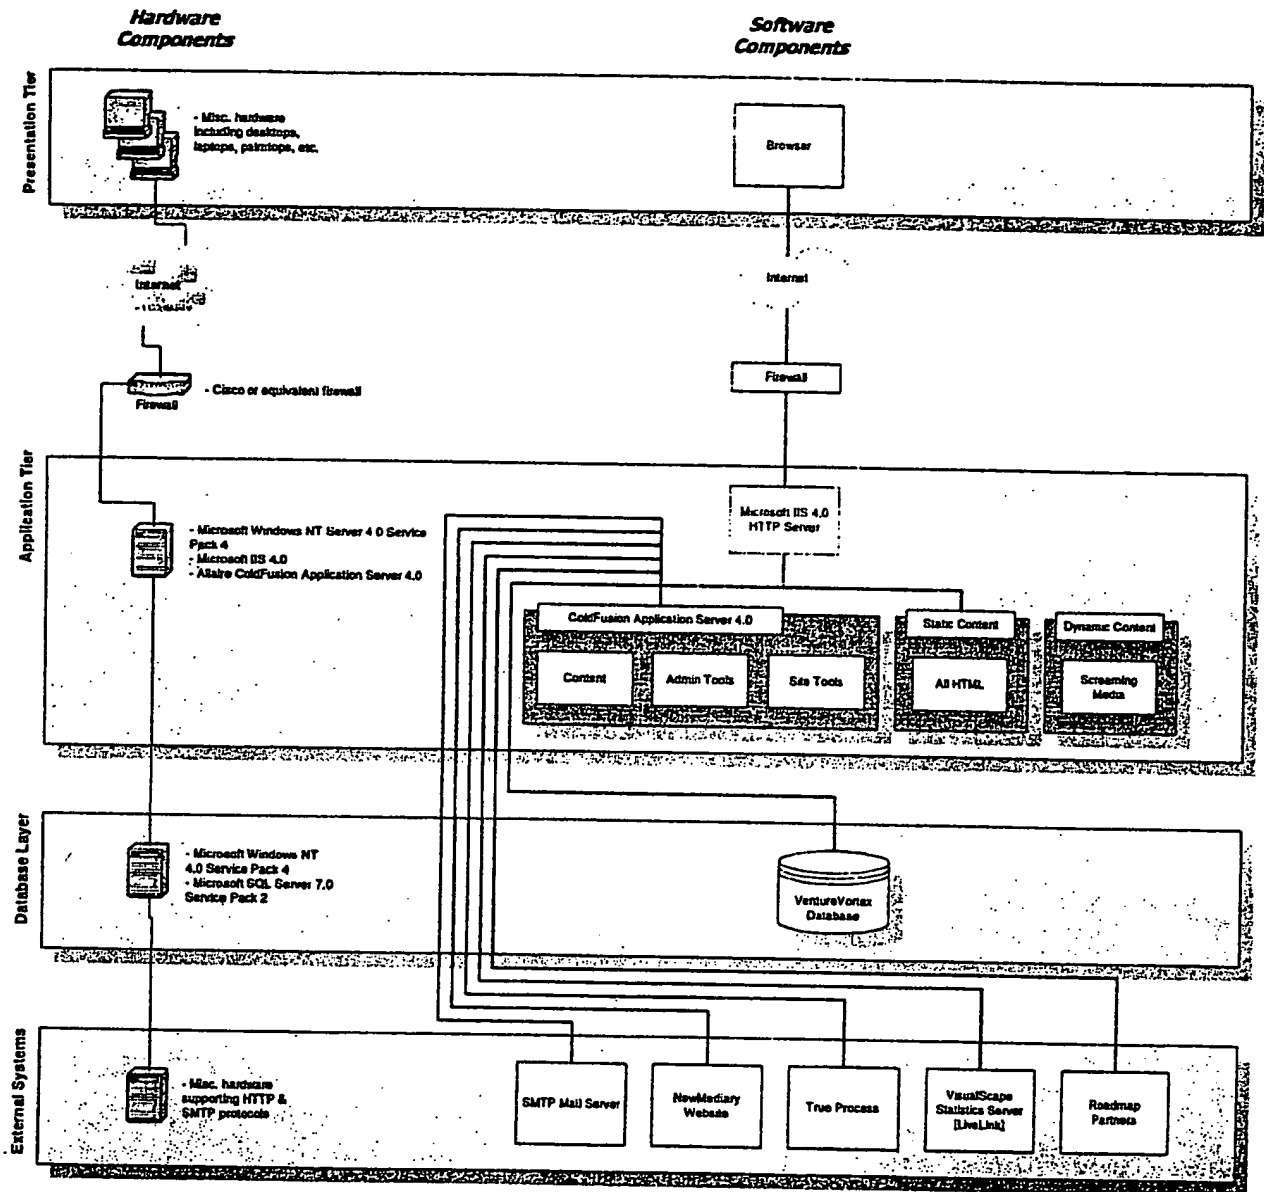 Hardware
Components
Software
Components
Presentation Tier
- Misc. hardware
including desktops,
laptops, palmtops, etc.
Browser
Internet
Internet
Firewall
- Cisco or equivalent firewall
Firewall
Application Tier
- Microsoft Windows NT Server 4.0 Service
Pack 4
- Microsoft IIS 4.0
- Allaire ColdFusion Application Server 4.0
Microsoft IIS 4.0
HTTP Server
ColdFusion Application Server 4.0
Static Content
Dynamic Content
Content
Admin Tools
Site Tools
All HTML
Screaming
Media
Database Layer
- Microsoft Windows NT
4.0 Service Pack 4
- Microsoft SQL Server 7.0
Service Pack 2
VentureVortax
Database
External Systems
- Misc. hardware
supporting HTTP &
SMTP protocols
SMTP Mail Server
NewMediary
Website
True Process
VisualScape
Statistics Server
[LiveLink]
Roadmap
Partners